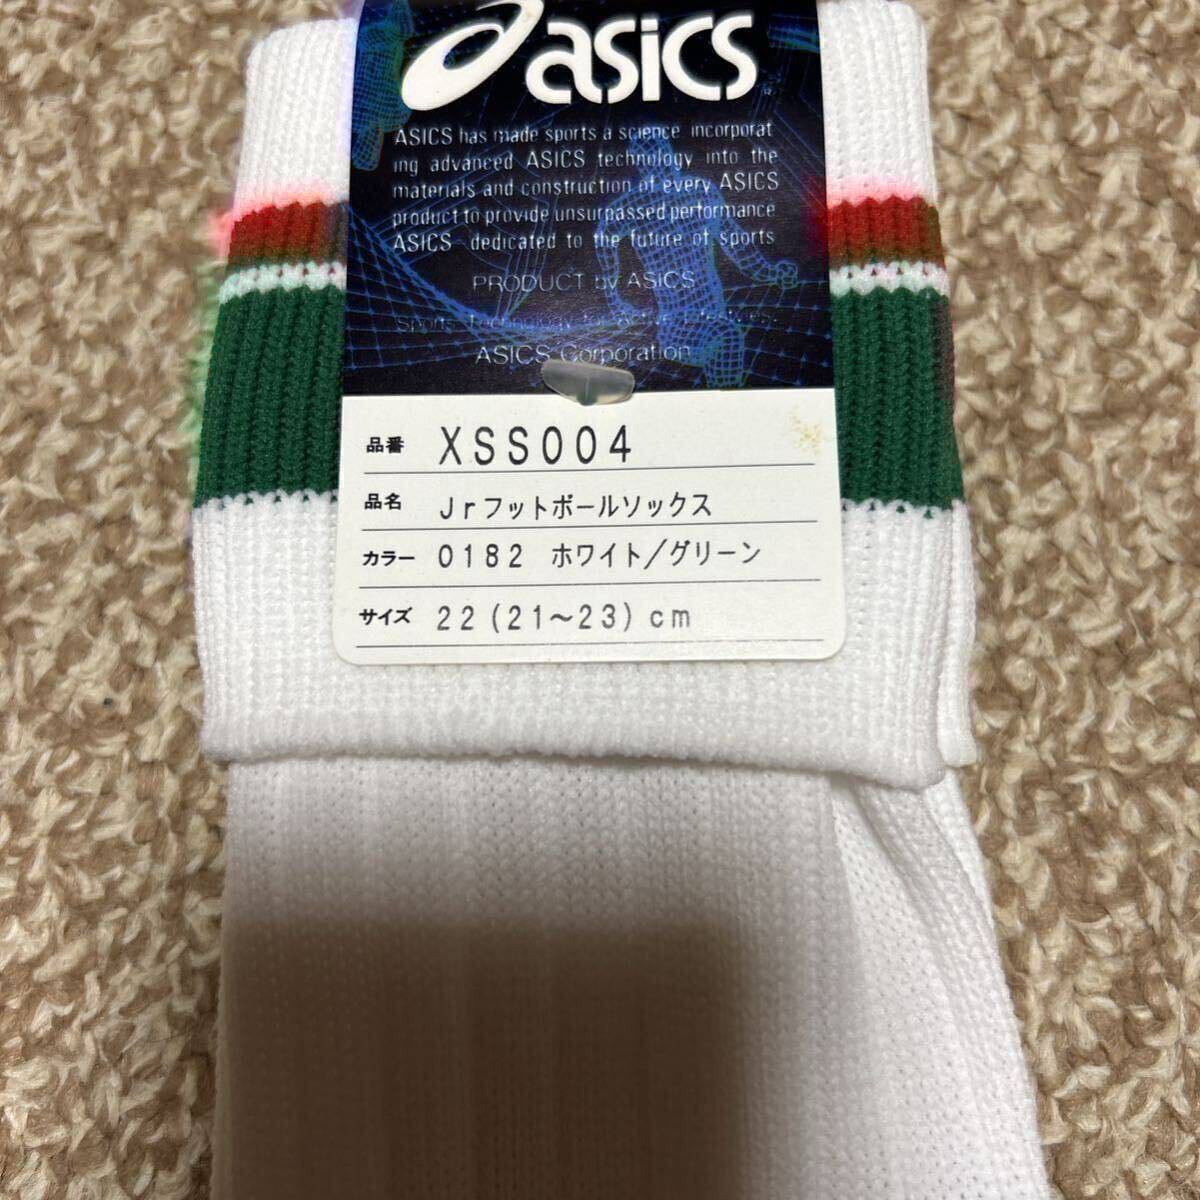 asics
ASICS has made sports a science incorporat
ing advanced ASICS technology into the
materials and construction of every ASICS
product to provide unsurpassed performance
ASICS dedicated to the future of sports
PRODUCT by ASICS
Sports Technology
ASICS Corporation
品番 XSS004
品名 Jrフットボールソックス
カラー 0182 ホワイト/グリーン
サイズ 22(21~23)cm